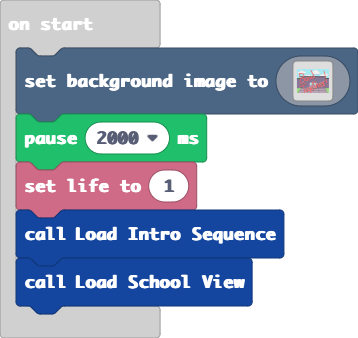 on start
set background image to
pause 2000 ms
set life to 1
call Load Intro Sequence
call Load School View